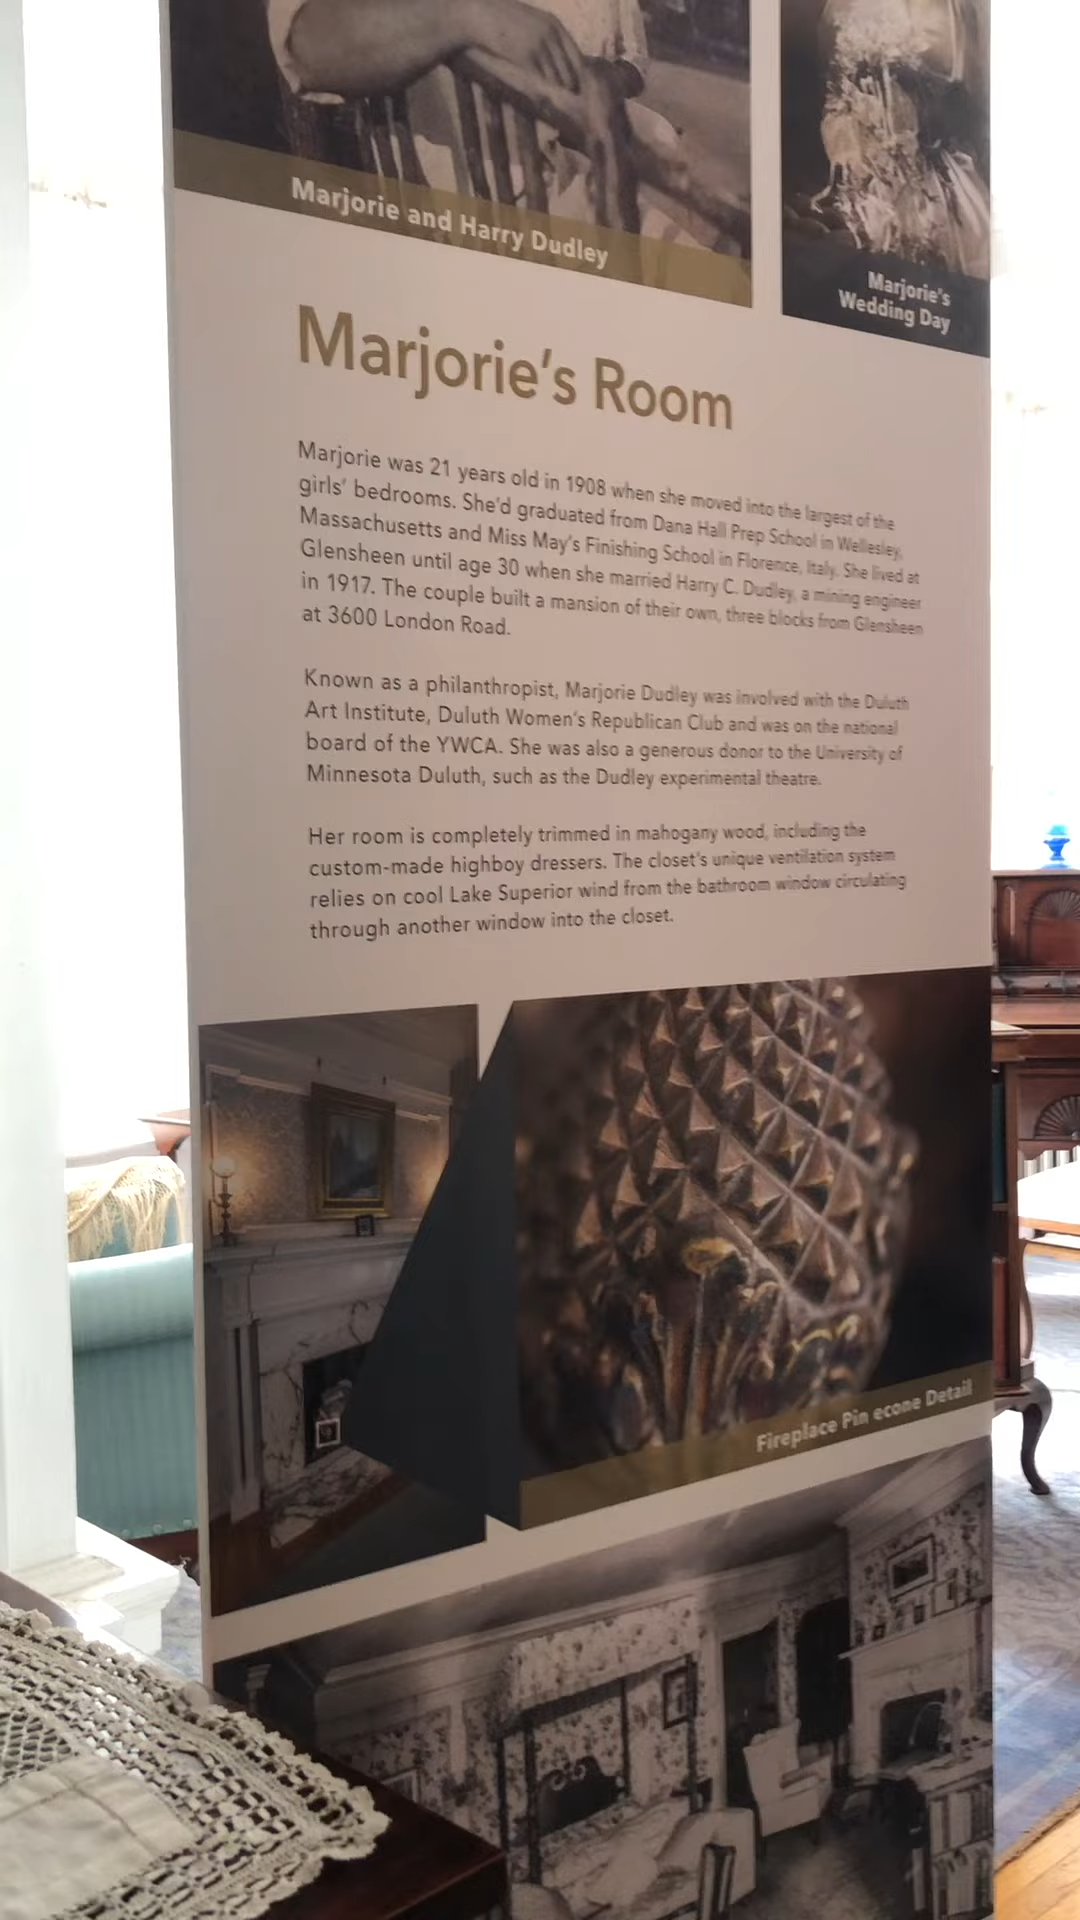 Marjorie and Harry Dudley
Marjorie's
Wedding Day
Marjorie's Room
Marjorie was 21 years old in 1908 when she moved into the largest of the
girls' bedrooms. She'd graduated from Dana Hall Prep School in Wellesley,
Massachusetts and Miss May's Finishing School in Florence, Italy. She lived at
Glensheen until age 30 when she married Harry C. Dudley, a mining engineer
in 1917. The couple built a mansion of their own, three blocks from Glensheen
at 3600 London Road.
Known as a philanthropist, Marjorie Dudley was involved with the Duluth
Art Institute, Duluth Women's Republican Club and was on the national
board of the YWCA. She was also a generous donor to the University of
Minnesota Duluth, such as the Dudley experimental theatre.
Her room is completely trimmed in mahogany wood, including the
custom-made highboy dressers. The closet's unique ventilation system
relies on cool Lake Superior wind from the bathroom window circulating
through another window into the closet.
Fireplace Pin econe Detail